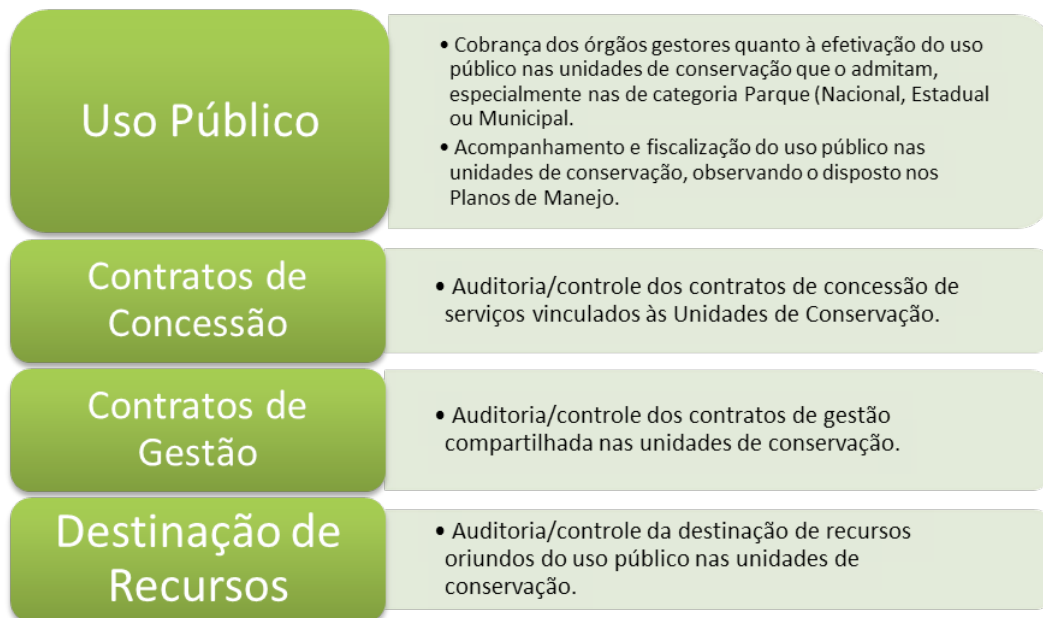 Uso Público
• Cobrança dos órgãos gestores quanto à efetivação do uso
público nas unidades de conservação que o admitam,
especialmente nas de categoria Parque (Nacional, Estadual
ou Municipal.
• Acompanhamento e fiscalização do uso público nas
unidades de conservação, observando o disposto nos
Planos de Manejo.
Contratos de
Concessão
• Auditoria/controle dos contratos de concessão de
serviços vinculados às Unidades de Conservação.
Contratos de
Gestão
• Auditoria/controle dos contratos de gestão
compartilhada nas unidades de conservação.
Destinação de
Recursos
• Auditoria/controle da destinação de recursos
oriundos do uso público nas unidades de
conservação.